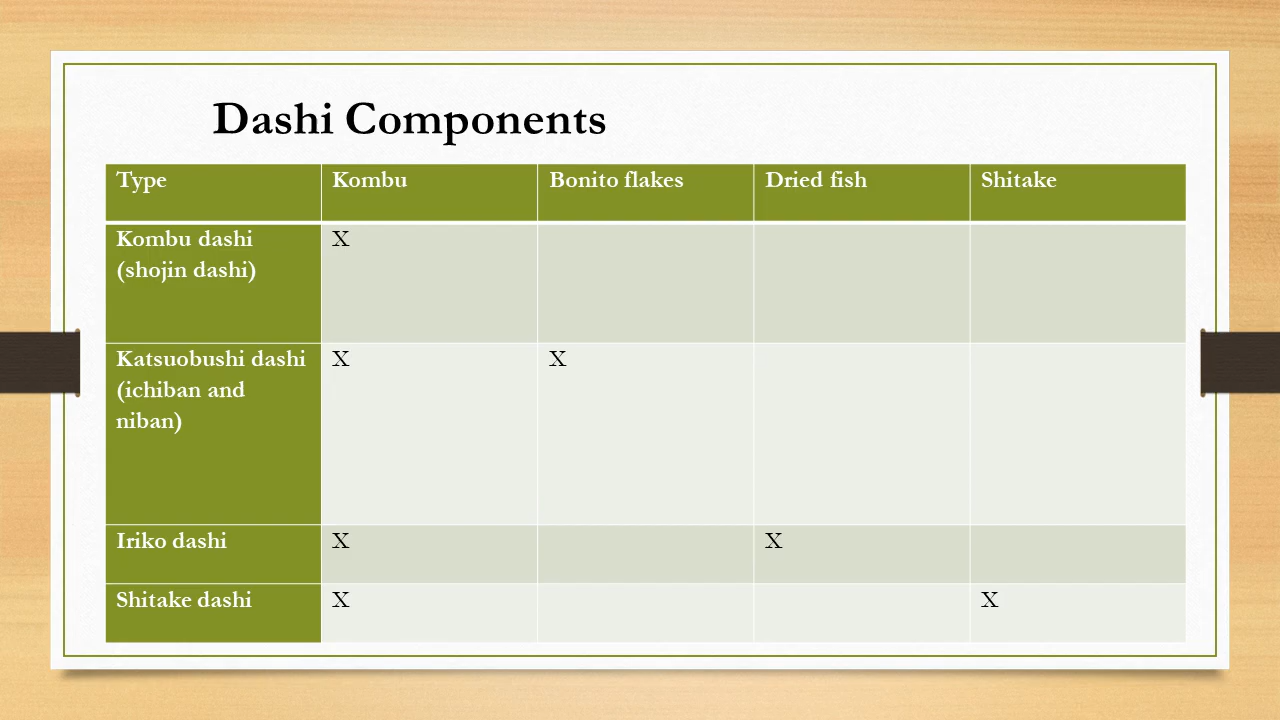 Dashi Components
Type Kombu Bonito flakes Dried fish Shitake
Kombu dashi X
(shojin dashi)
Katsuobushi dashi X X
(ichiban and
niban)
Iriko dashi X X
Shitake dashi X X